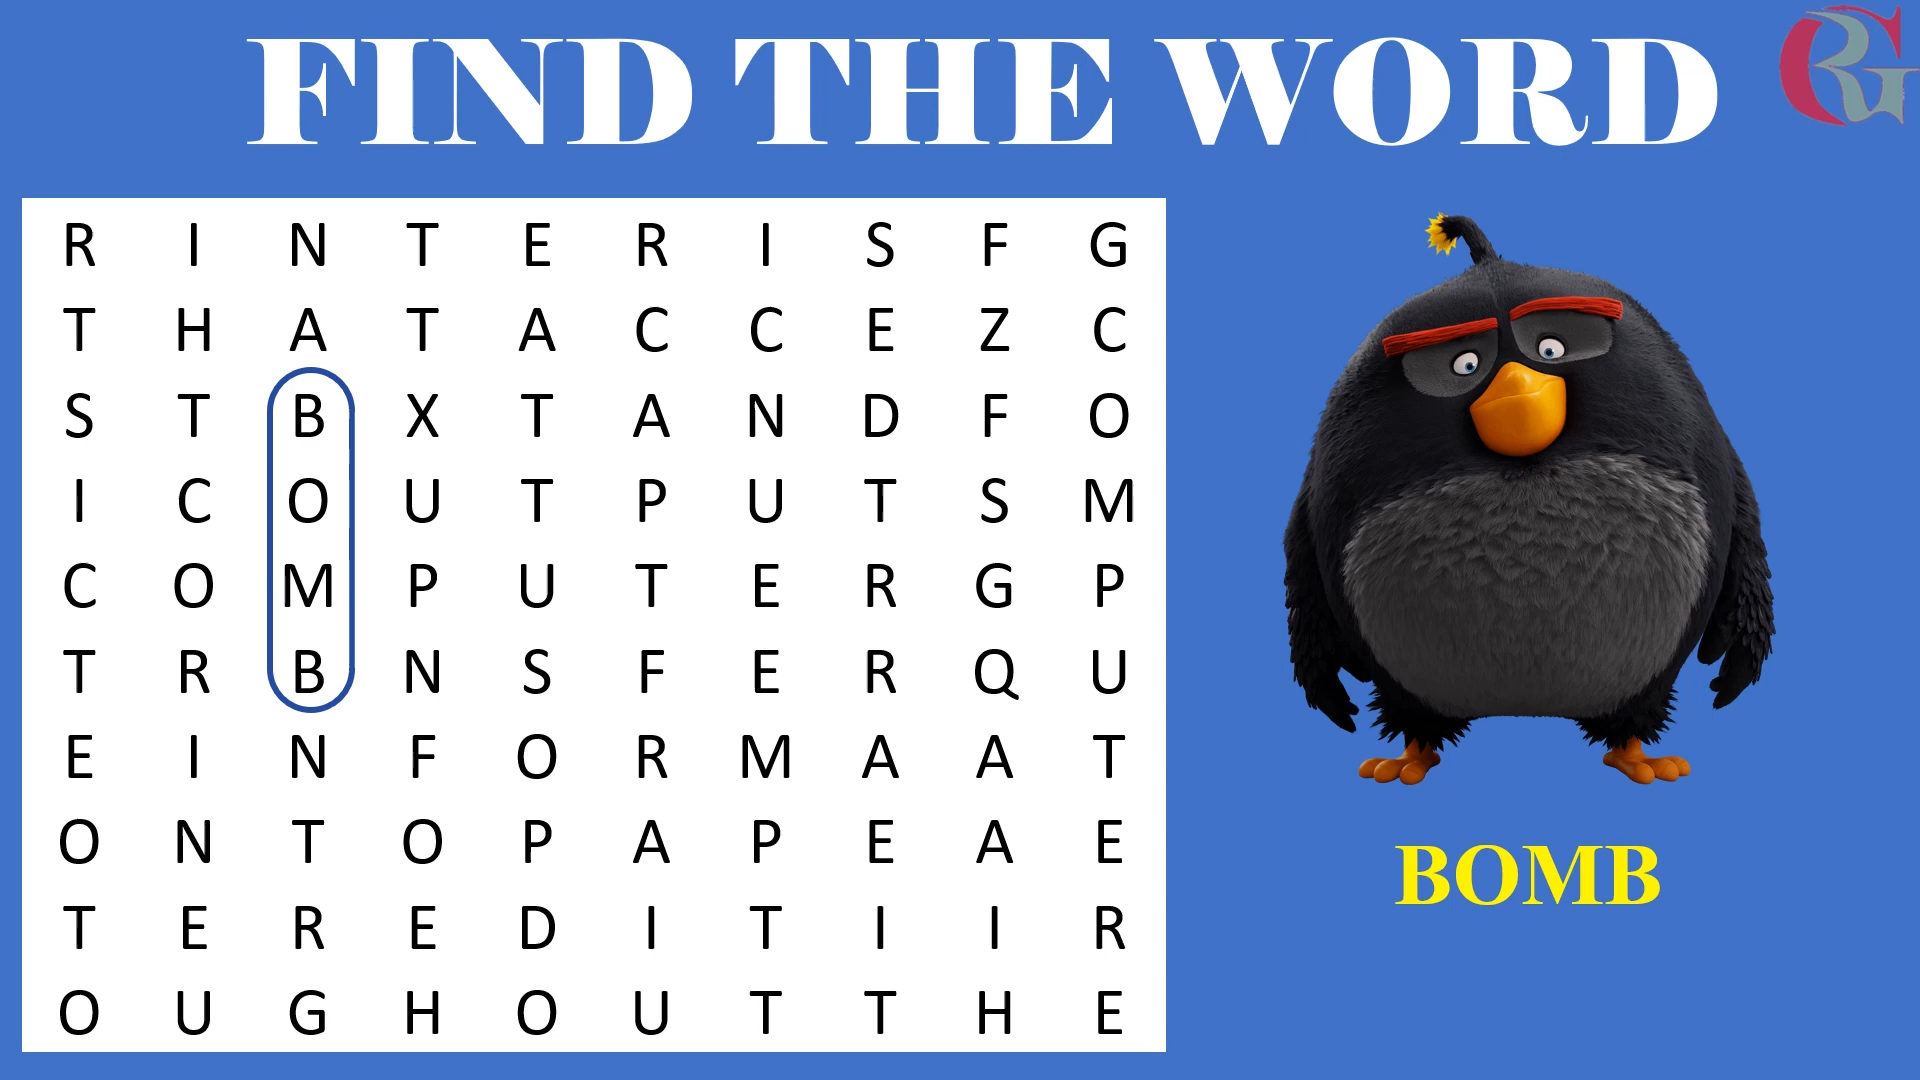 FIND THE WORD
R I N T E R I S F G
T H A T A C C E Z C
S T B X T A N D F O
I C O U T P U T S M
C O M P U T E R G P
T R B N S F E R Q U
E I N F O R M A A T
O N T O P A P E A E
T E R E D I T I I R
O U G H O U T T H E
BOMB